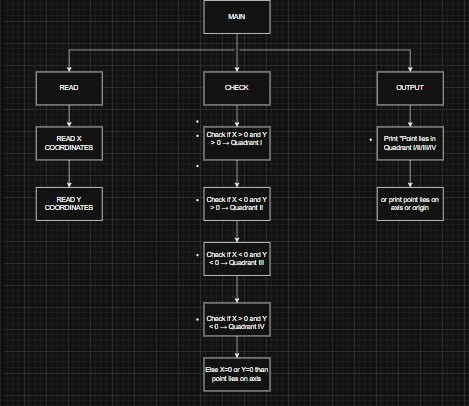 MAIN
READ
CHECK
OUTPUT
READ X
COORDINATES
READ Y
COORDINATES
Check if X > 0 and Y
> 0 → Quadrant I
Check if X < 0 and Y
> 0 → Quadrant II
Check if X < 0 and Y
< 0 → Quadrant III
Check if X > 0 and Y
< 0 → Quadrant IV
Else X=0 or Y=0 than
point lies on axis
Print "Point lies in
Quadrant I/II/III/IV
or print point lies on
axis or origin